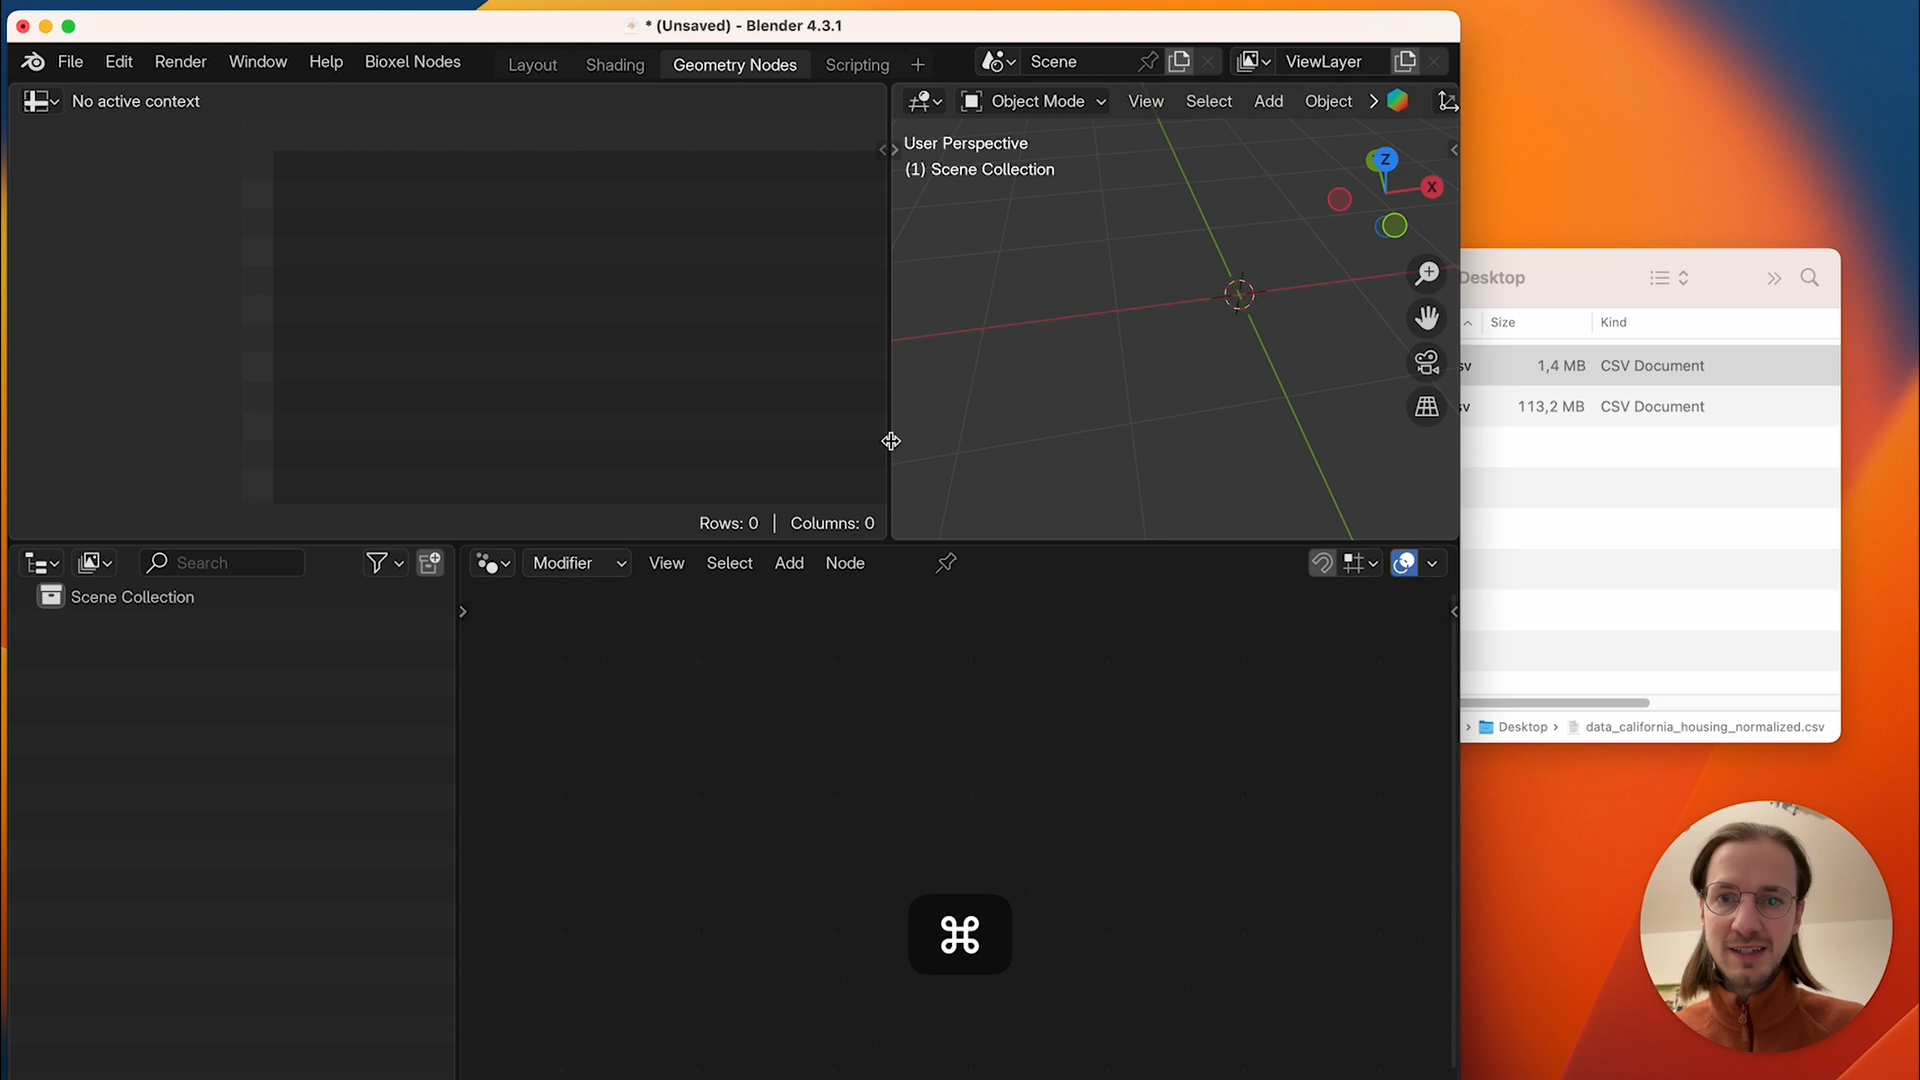 * (Unsaved) - Blender 4.3.1
File Edit Render Window Help Bioxel Nodes Layout Shading Geometry Nodes Scripting + Scene ViewLayer
No active context
Object Mode View Select Add Object
User Perspective
(1) Scene Collection
Z
X
Rows: 0 | Columns: 0
Search
Modifier View Select Add Node
Scene Collection
Desktop
Size Kind
sv 1,4 MB CSV Document
sv 113,2 MB CSV Document
Desktop › data_california_housing_normalized.csv
⌘